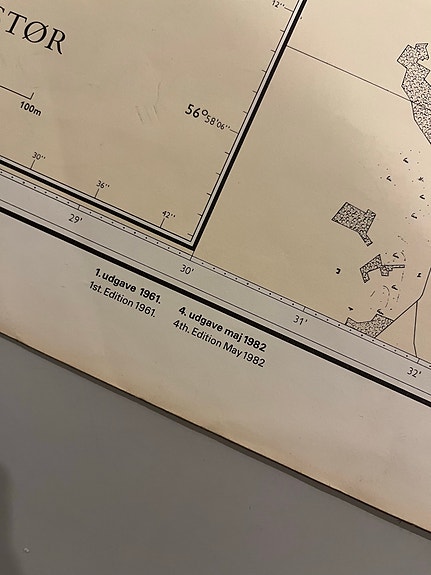 TØR
100m
12''
56°58'06''
30''
36''
42''
29'
30'
31'
32'
1. udgave 1961.
1st. Edition 1961.
4. udgave maj 1982
4th. Edition May 1982